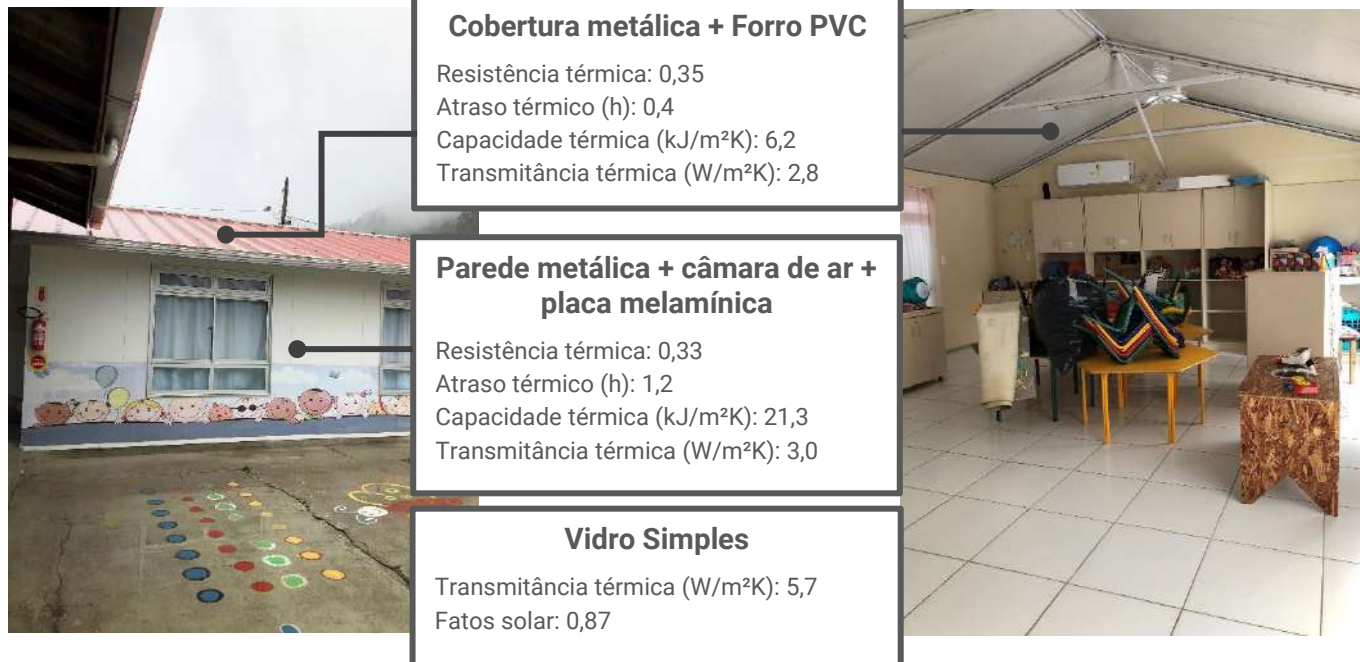 Cobertura metálica + Forro PVC
Resistência térmica: 0,35
Atraso térmico (h): 0,4
Capacidade térmica (kJ/m²K): 6,2
Transmitância térmica (W/m²K): 2,8
Parede metálica + câmara de ar +
placa melamínica
Resistência térmica: 0,33
Atraso térmico (h): 1,2
Capacidade térmica (kJ/m²K): 21,3
Transmitância térmica (W/m²K): 3,0
Vidro Simples
Transmitância térmica (W/m²K): 5,7
Fatos solar: 0,87